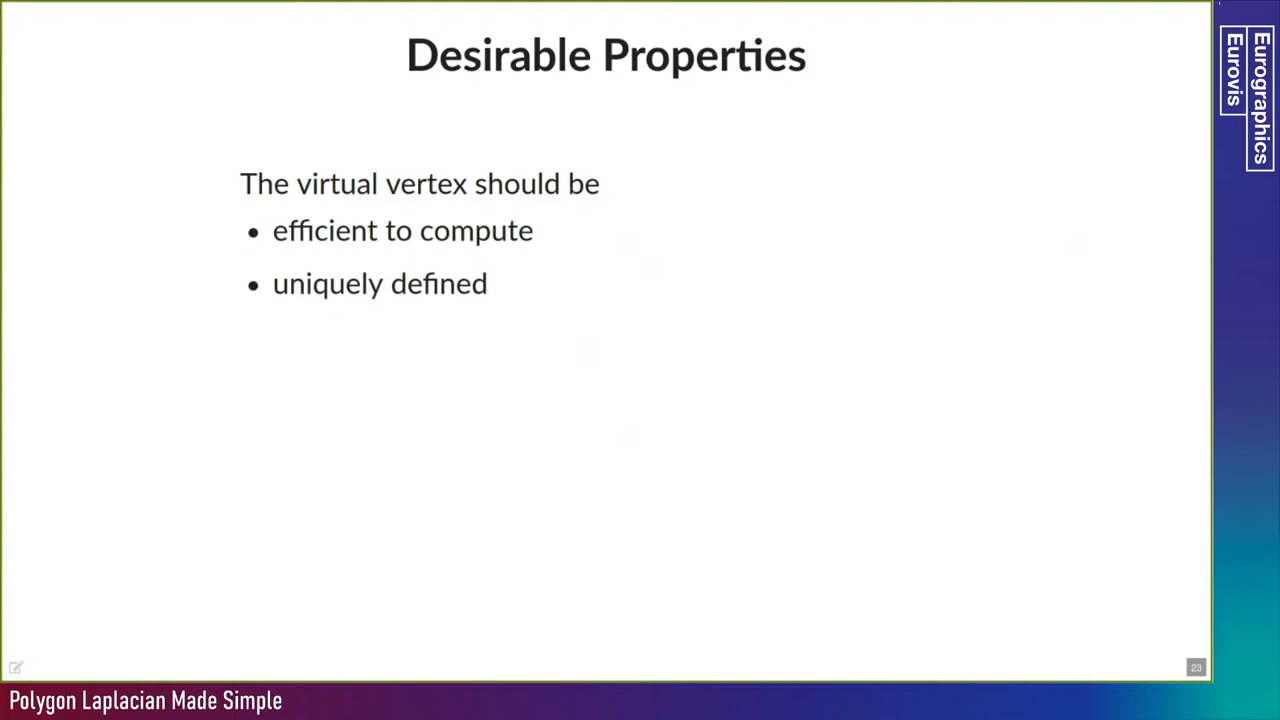 Desirable Properties
The virtual vertex should be
• efficient to compute
• uniquely defined
23
Polygon Laplacian Made Simple
Eurographics
Eurovis